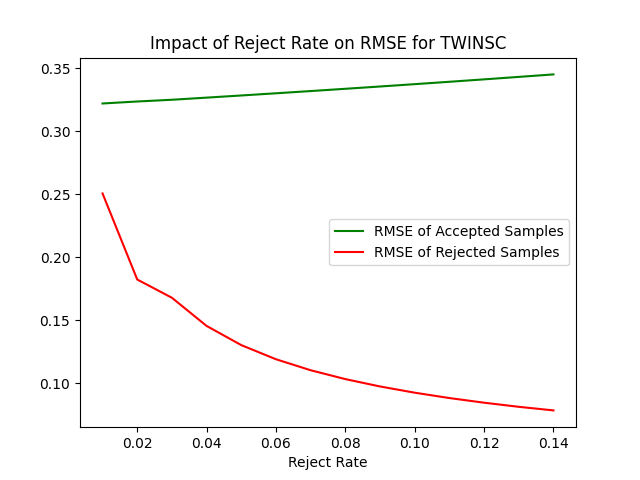 Impact of Reject Rate on RMSE for TWINSC
0.35
0.30
0.25
0.20
0.15
0.10
RMSE of Accepted Samples
RMSE of Rejected Samples
0.02 0.04 0.06 0.08 0.10 0.12 0.14
Reject Rate